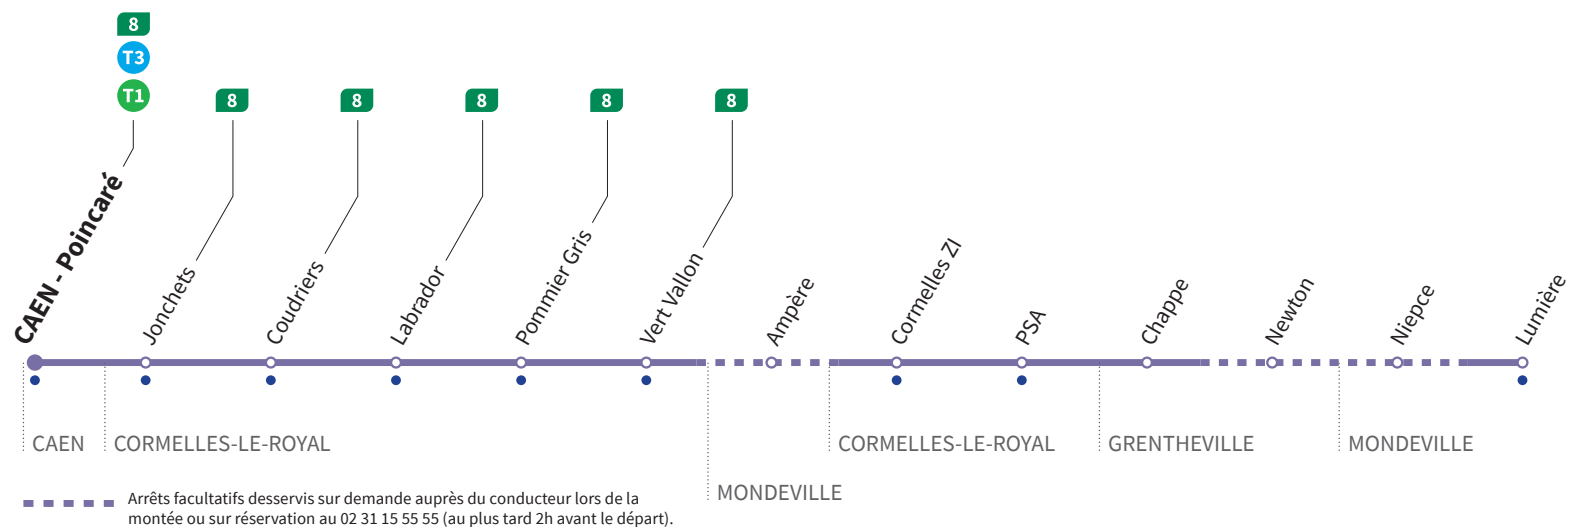 8
T3
T1
8
8
8
8
8
CAEN - Poincaré
Jonchets
Coudriers
Labrador
Pommier Gris
Vert Vallon
Ampère
Cormelles ZI
PSA
Chappe
Newton
Niepce
Lumière
CAEN
CORMELLES-LE-ROYAL
MONDEVILLE
CORMELLES-LE-ROYAL
GRENTHEVILLE
MONDEVILLE
Arrêts facultatifs desservis sur demande auprès du conducteur lors de la
montée ou sur réservation au 02 31 15 55 55 (au plus tard 2h avant le départ).